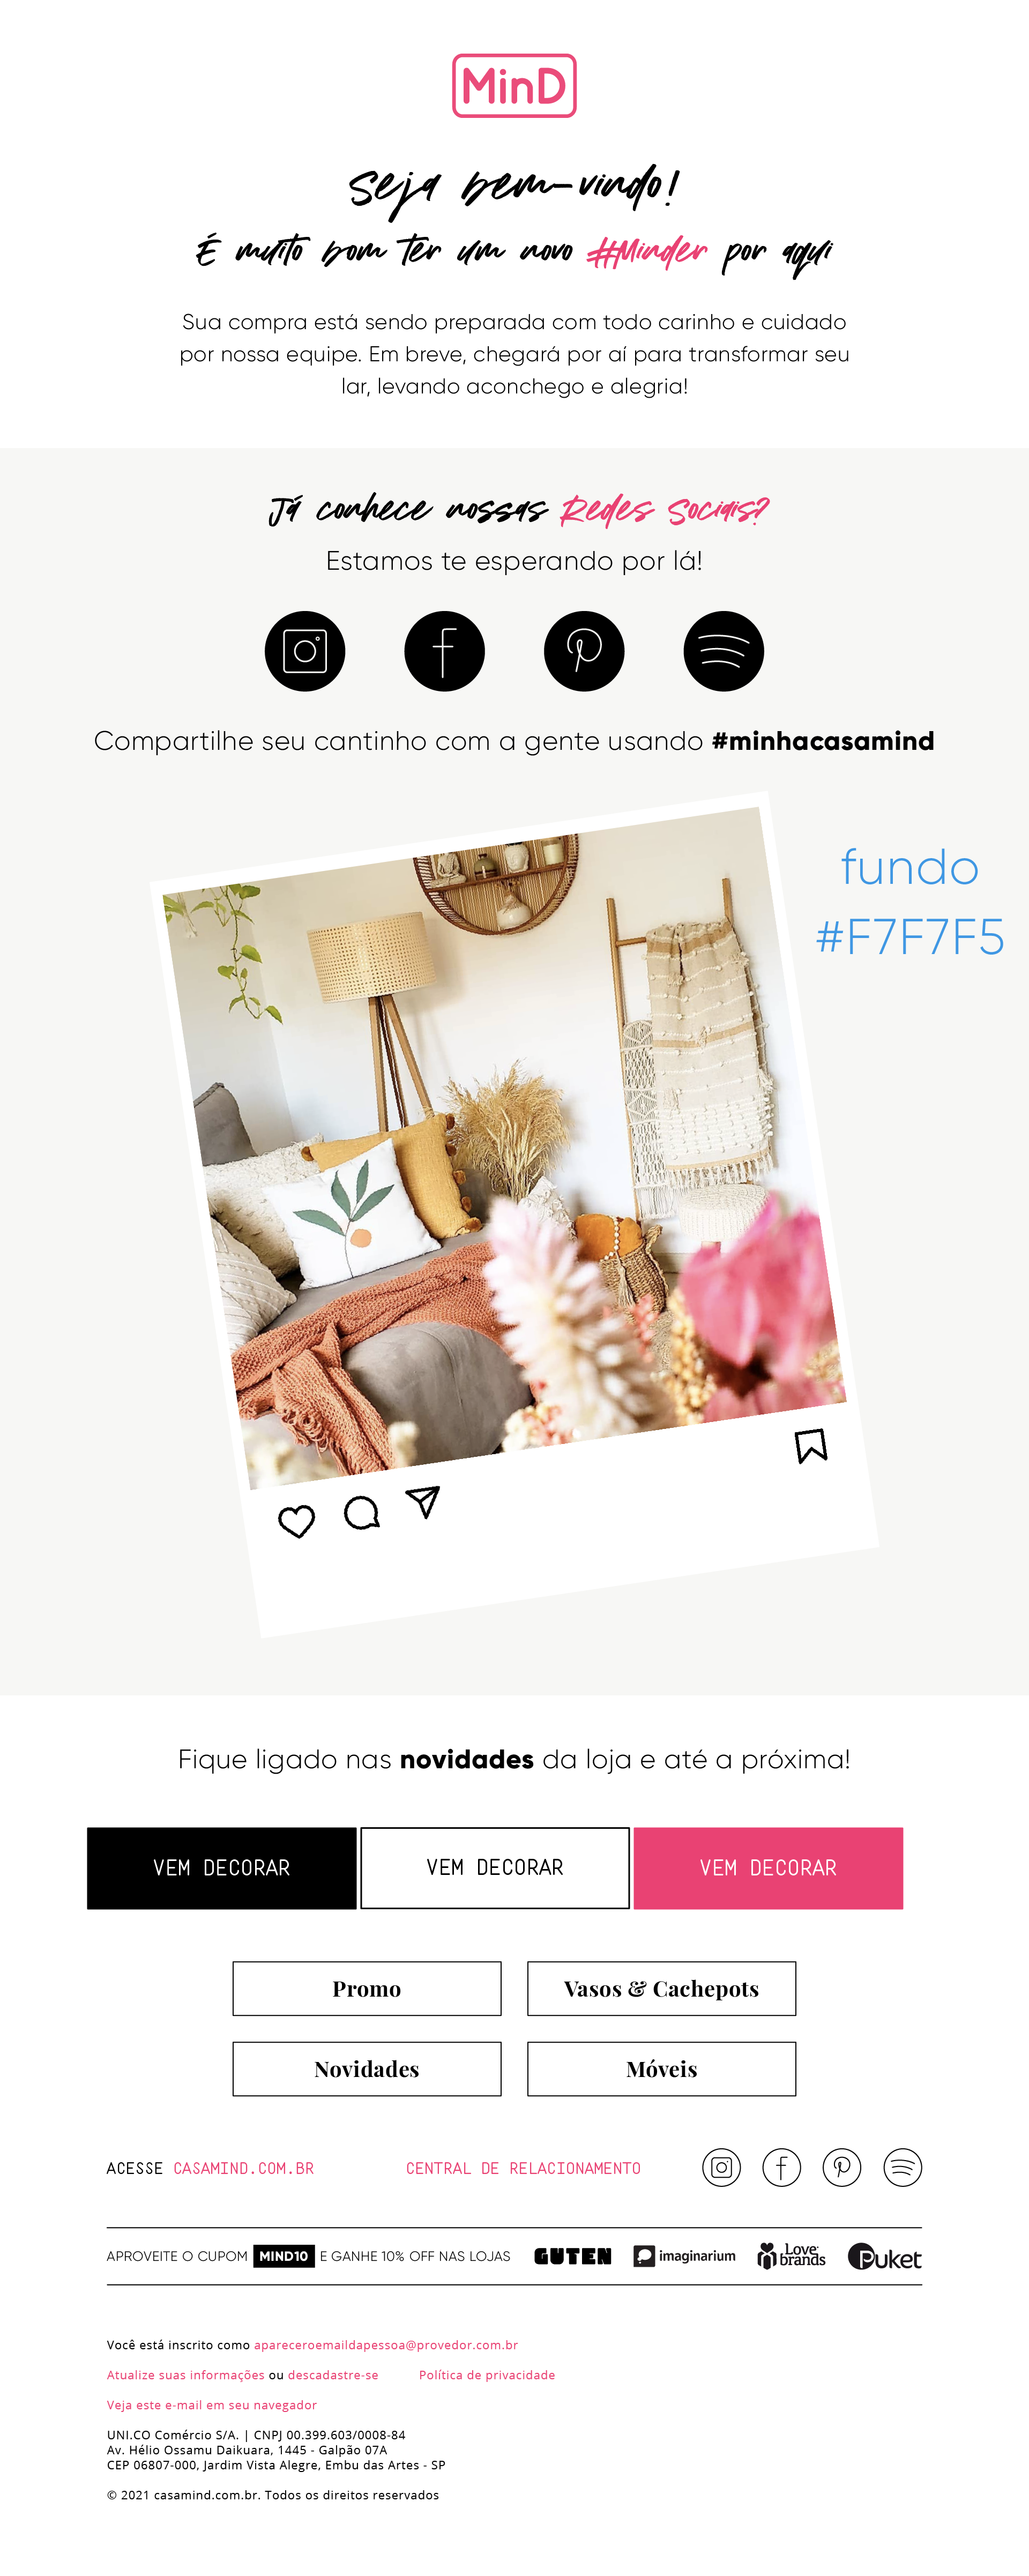 MinD
Seja bem-vindo!
É muito bom ter um novo #Minder por aqui
Sua compra está sendo preparada com todo carinho e cuidado
por nossa equipe. Em breve, chegará por aí para transformar seu
lar, levando aconchego e alegria!
Já conhece nossas Redes Sociais?
Estamos te esperando por lá!
Compartilhe seu cantinho com a gente usando #minhacasamind
fundo
#F7F7F5
Fique ligado nas novidades da loja e até a próxima!
VEM DECORAR VEM DECORAR VEM DECORAR
Promo Vasos & Cachepots
Novidades Móveis
ACESSE CASAMIND.COM.BR CENTRAL DE RELACIONAMENTO
APROVEITE O CUPOM MIND10 E GANHE 10% OFF NAS LOJAS GUTEN imaginarium Love brands Puket
Você está inscrito como apareceroemaildapessoa@provedor.com.br
Atualize suas informações ou descadastre-se Política de privacidade
Veja este e-mail em seu navegador
UNI.CO Comércio S/A. | CNPJ 00.399.603/0008-84
Av. Hélio Ossamu Daikuara, 1445 - Galpão 07A
CEP 06807-000, Jardim Vista Alegre, Embu das Artes - SP
© 2021 casamind.com.br. Todos os direitos reservados